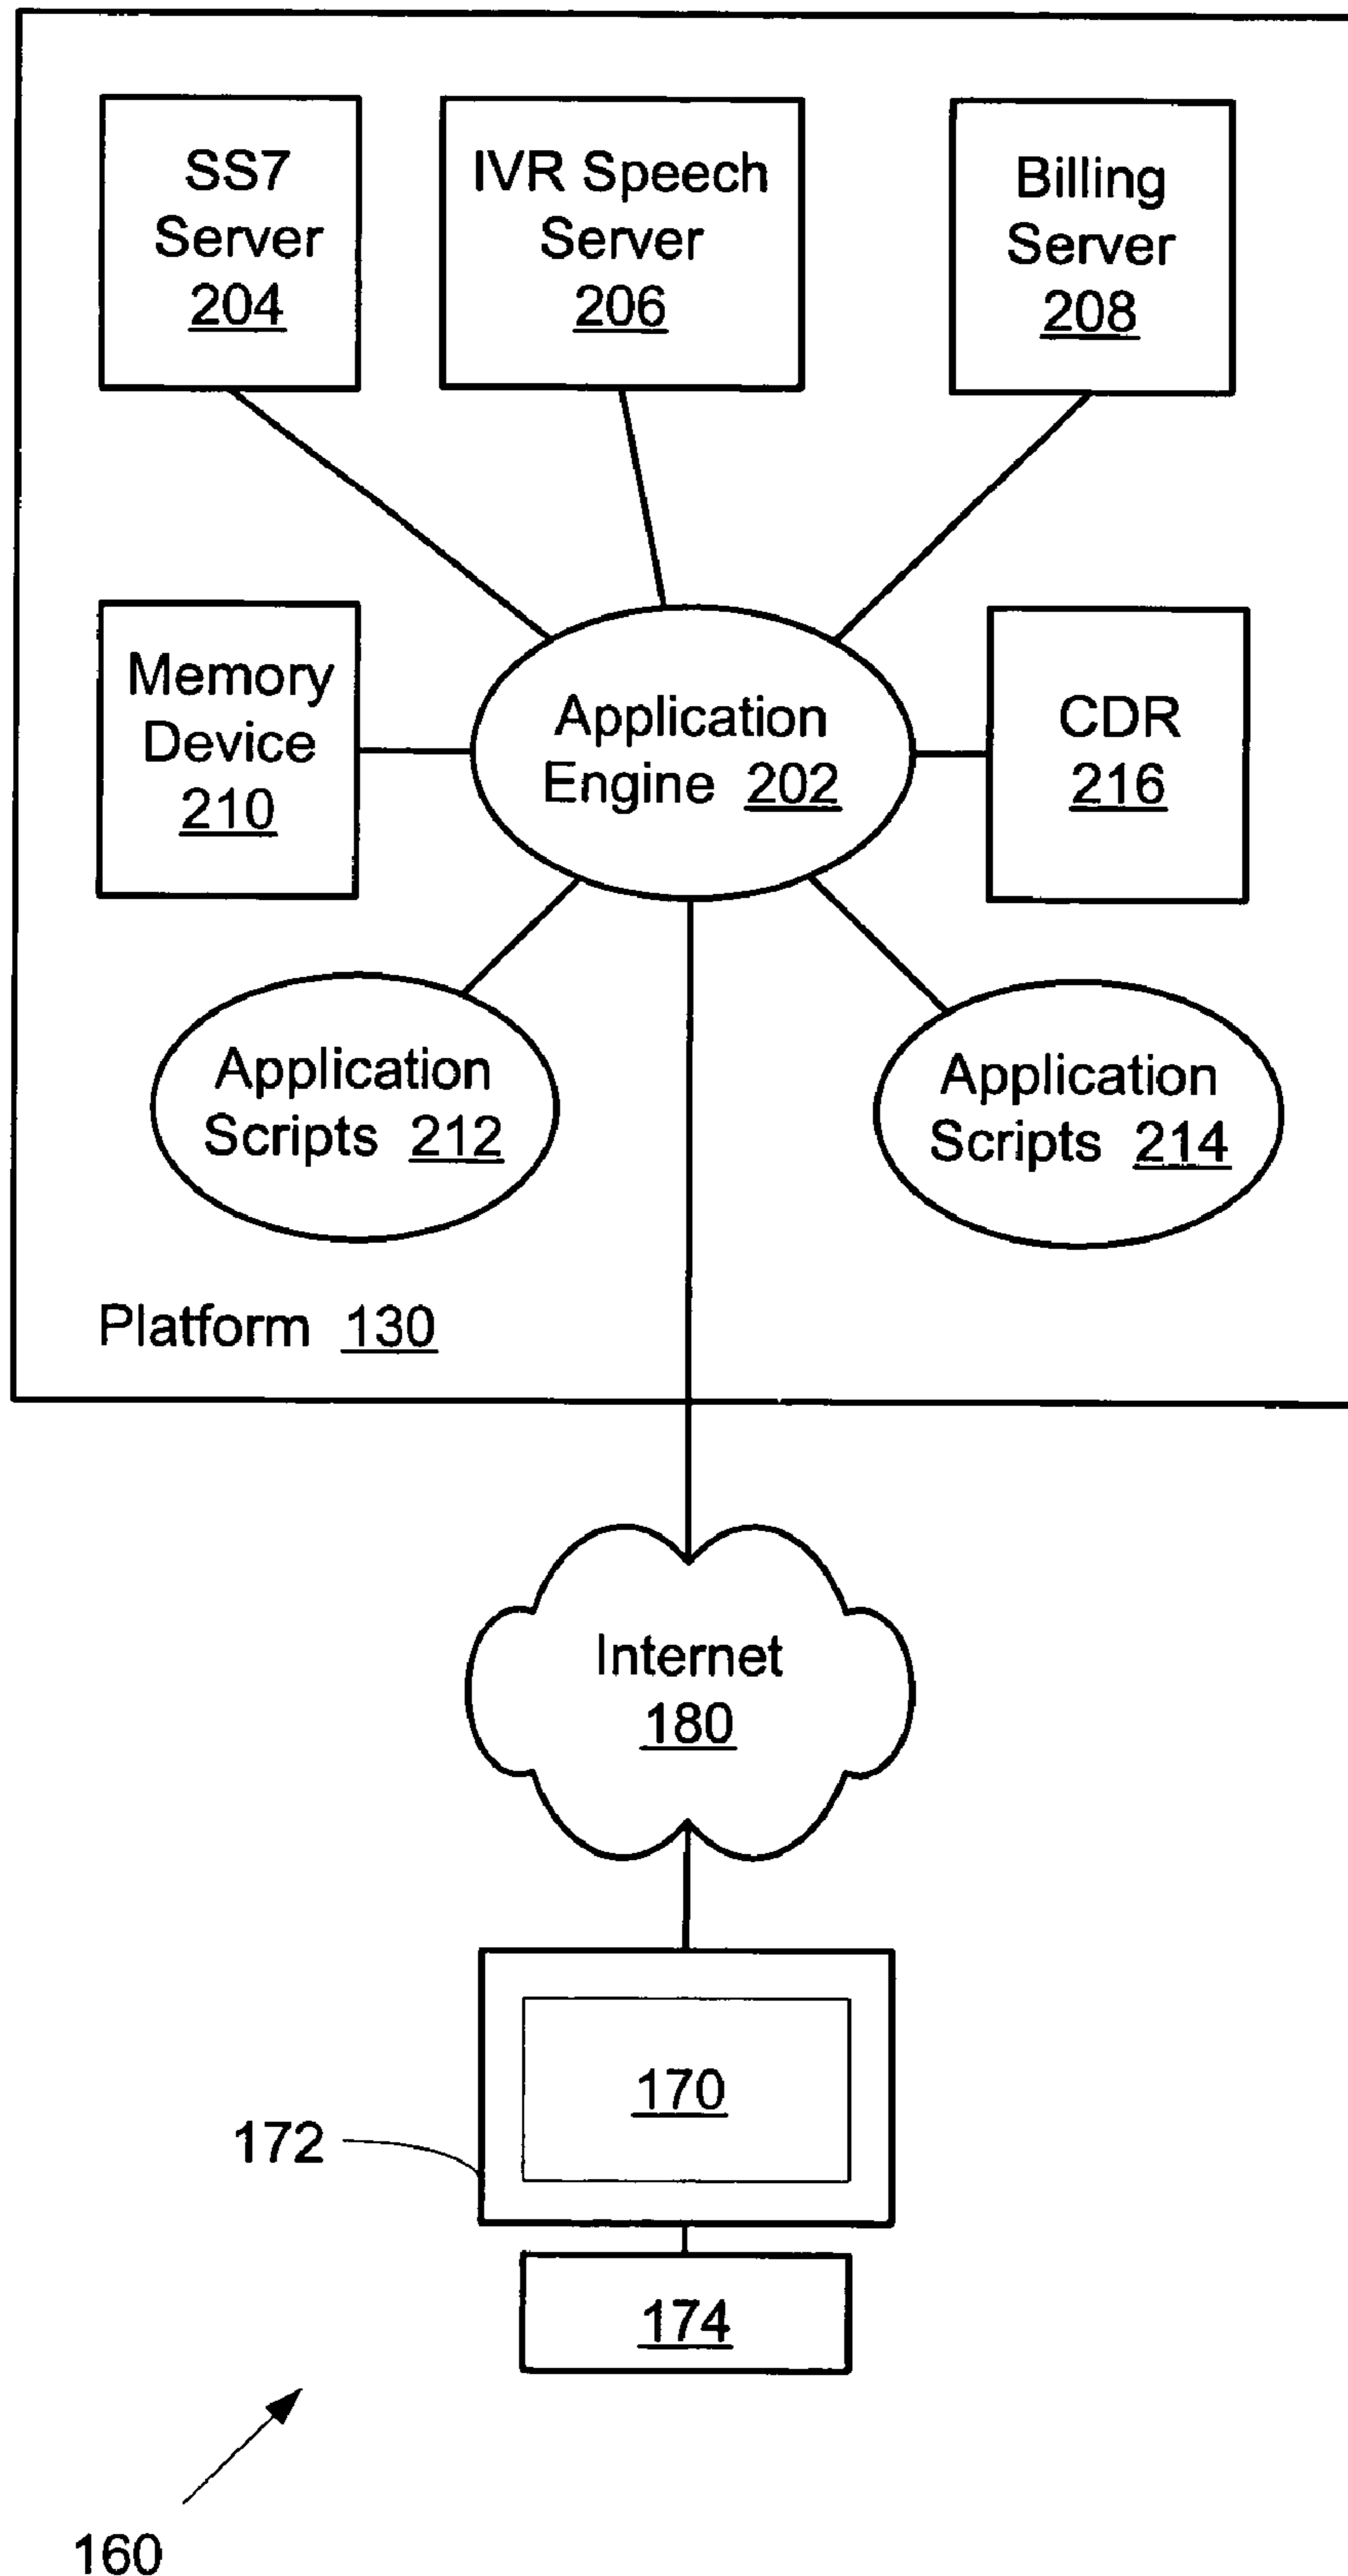 SS7
Server
204
IVR Speech
Server
206
Billing
Server
208
Memory
Device
210
Application
Engine 202
CDR
216
Application
Scripts 212
Application
Scripts 214
Platform 130
Internet
180
170
172
174
160